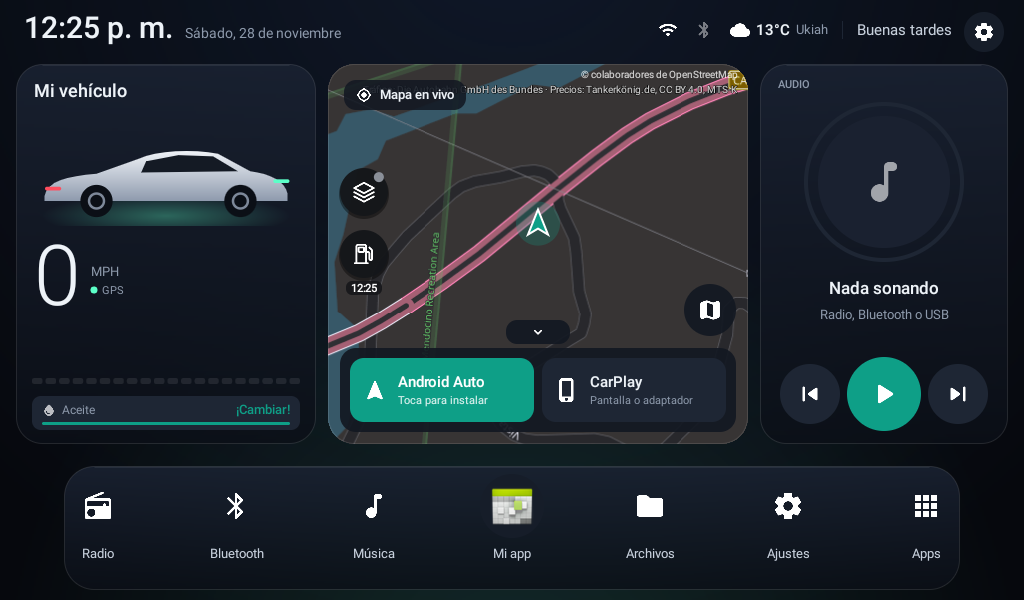 12:25 p. m.
Sábado, 28 de noviembre
13°C Ukiah
Buenas tardes
Mi vehículo
0
MPH
GPS
Aceite
¡Cambiar!
© colaboradores de OpenStreetMap
Mapa en vivo
mbH des Bundes · Precios: Tankerkönig.de, CC BY 4.0, MTS-K
CA
12:25
Recreation Area
Android Auto
Toca para instalar
CarPlay
Pantalla o adaptador
AUDIO
Nada sonando
Radio, Bluetooth o USB
Radio
Bluetooth
Música
Mi app
Archivos
Ajustes
Apps